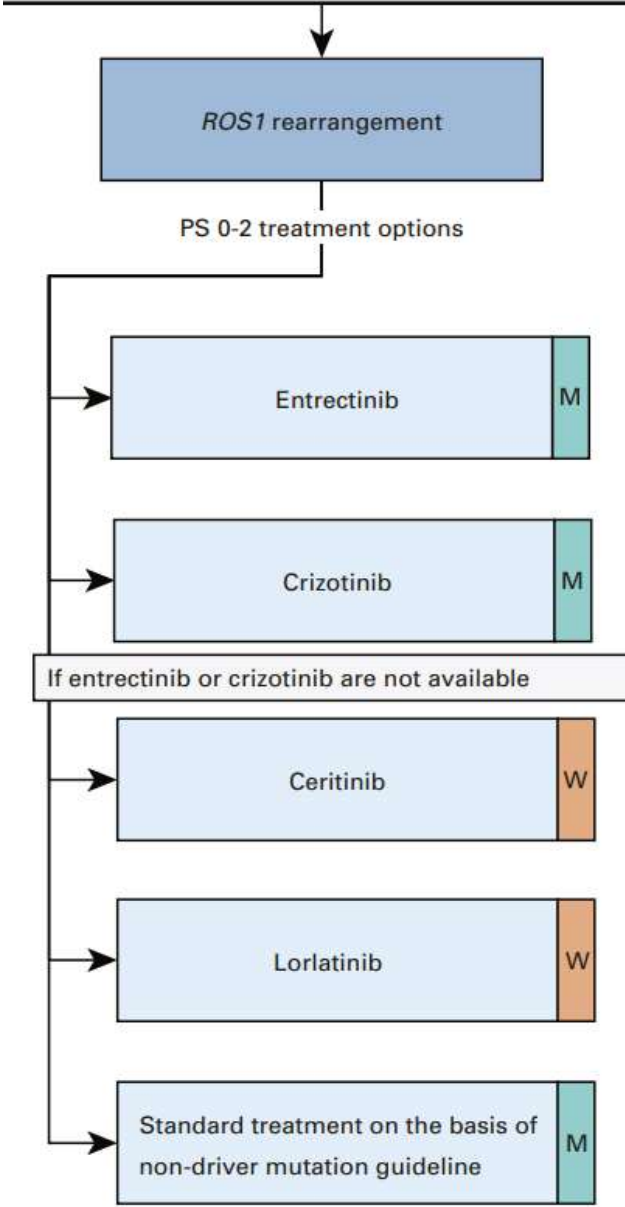 ROS1 rearrangement
PS 0-2 treatment options
Entrectinib
M
Crizotinib
M
If entrectinib or crizotinib are not available
Ceritinib
W
Lorlatinib
W
Standard treatment on the basis of
non-driver mutation guideline
M